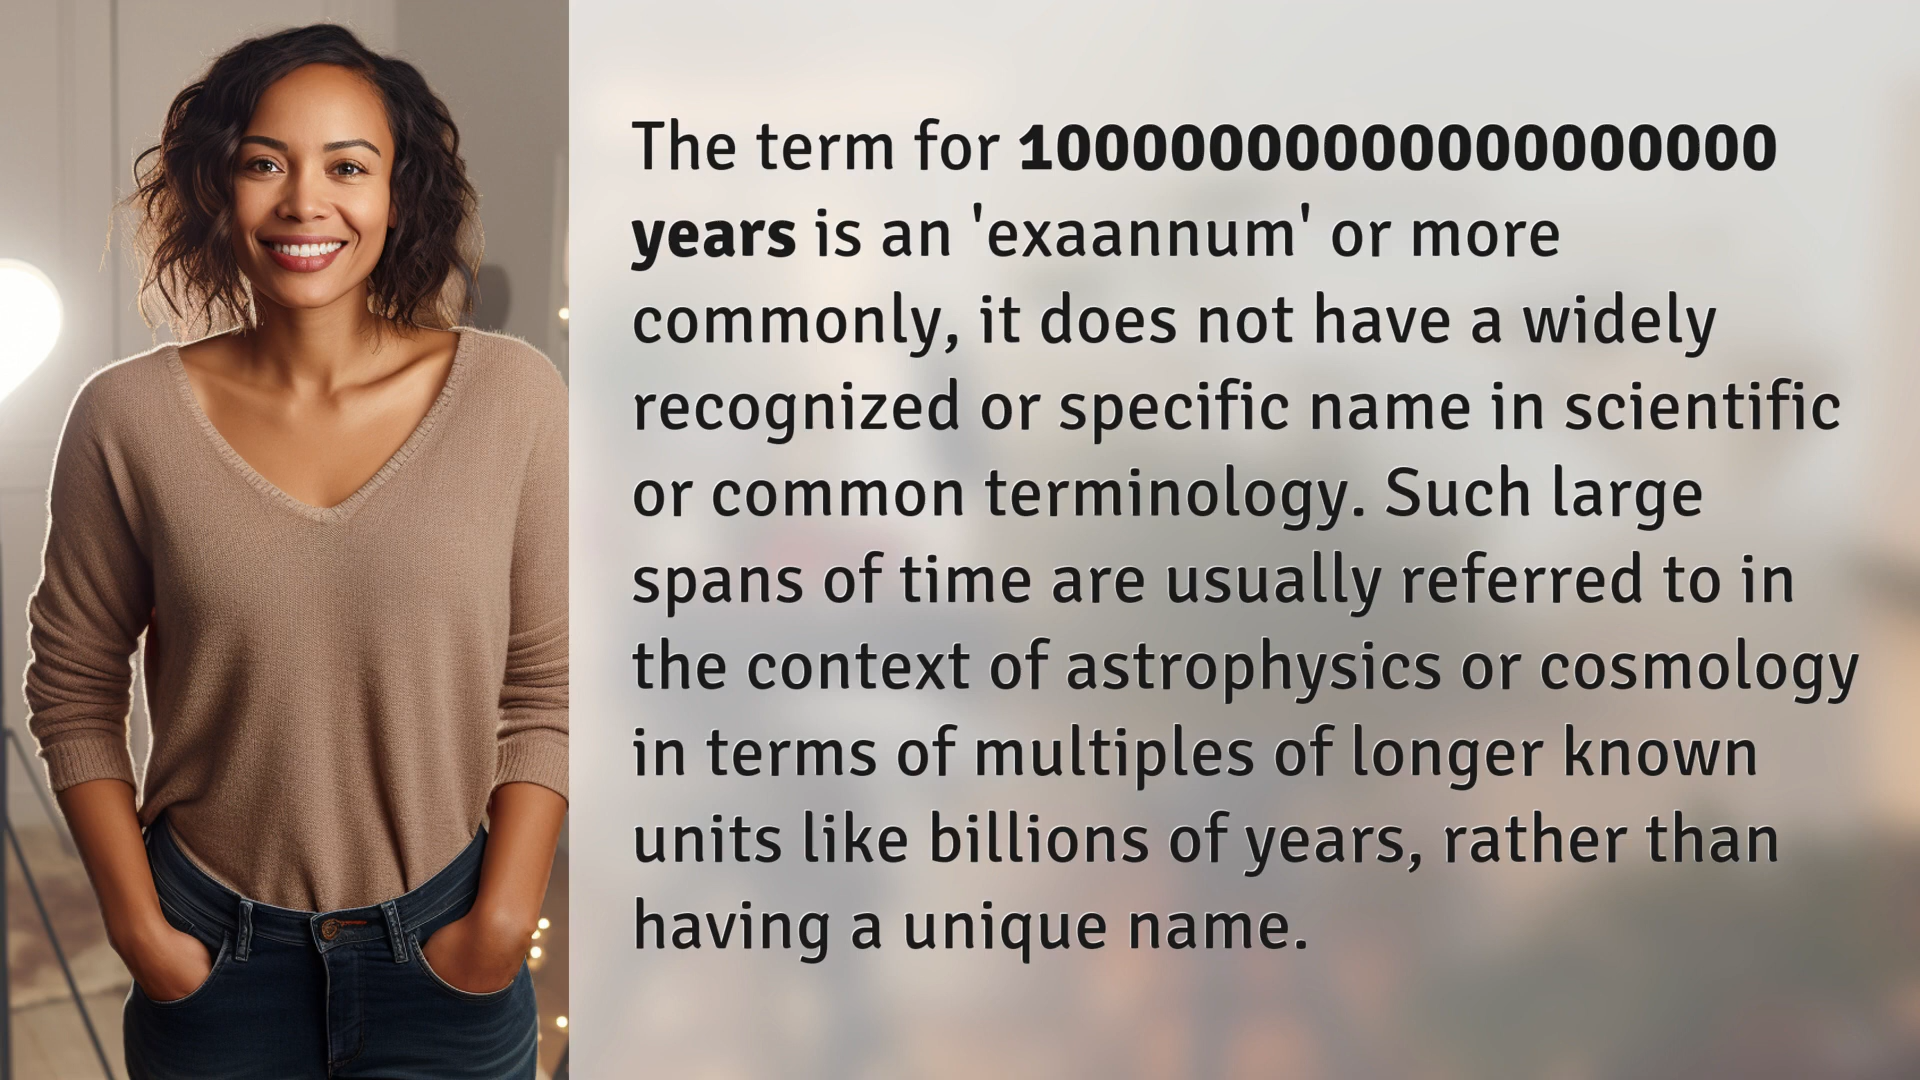 The term for 10000000000000000000
years is an 'exaannum' or more
commonly, it does not have a widely
recognized or specific name in scientific
or common terminology. Such large
spans of time are usually referred to in
the context of astrophysics or cosmology
in terms of multiples of longer known
units like billions of years, rather than
having a unique name.